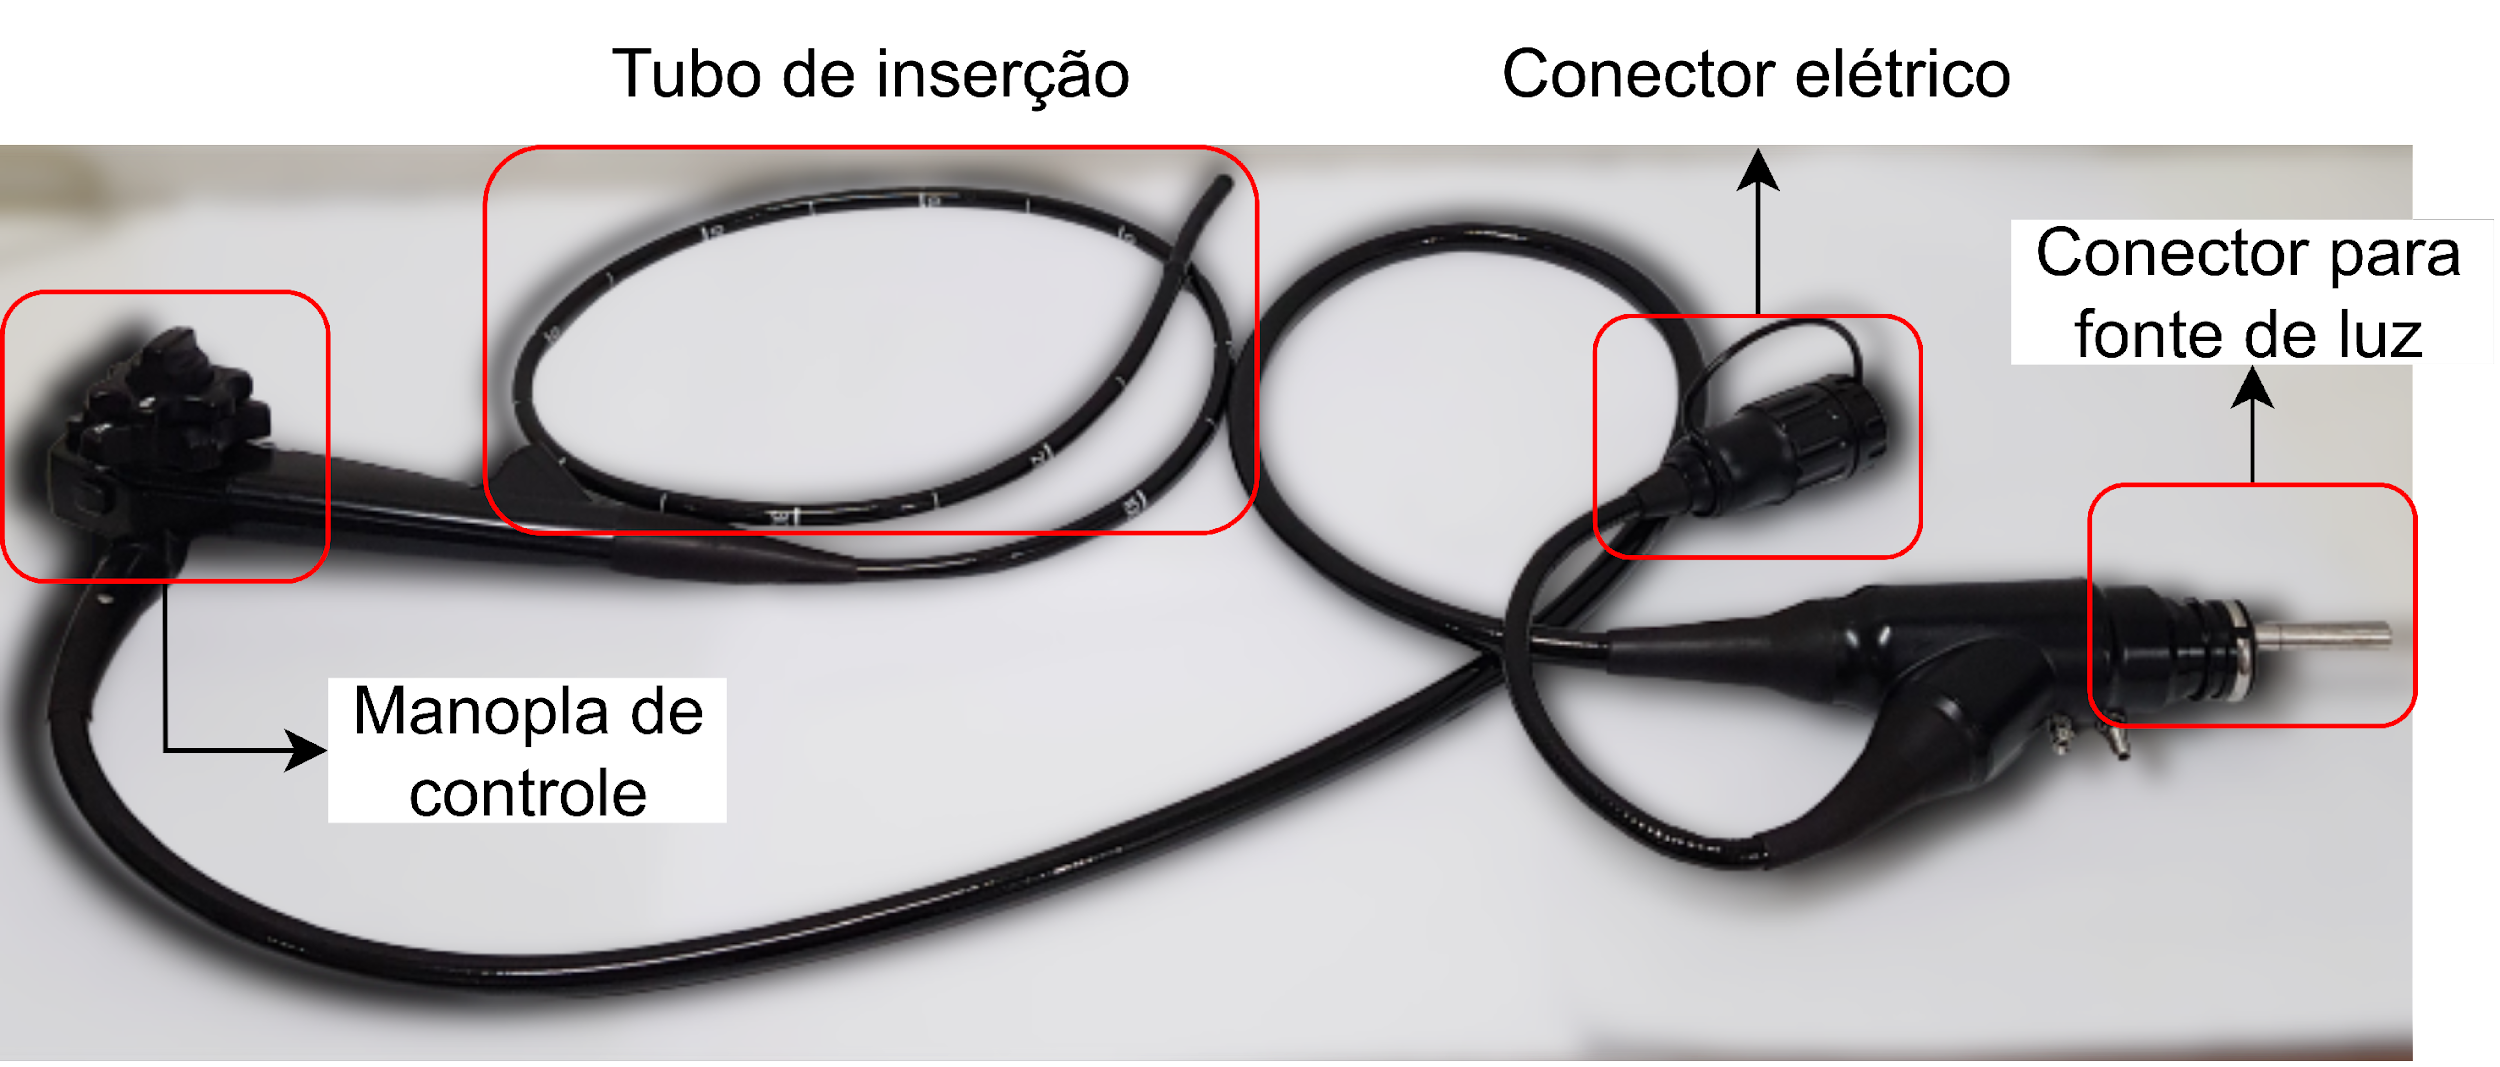 Tubo de inserção
Conector elétrico
Conector para
fonte de luz
Manopla de
controle